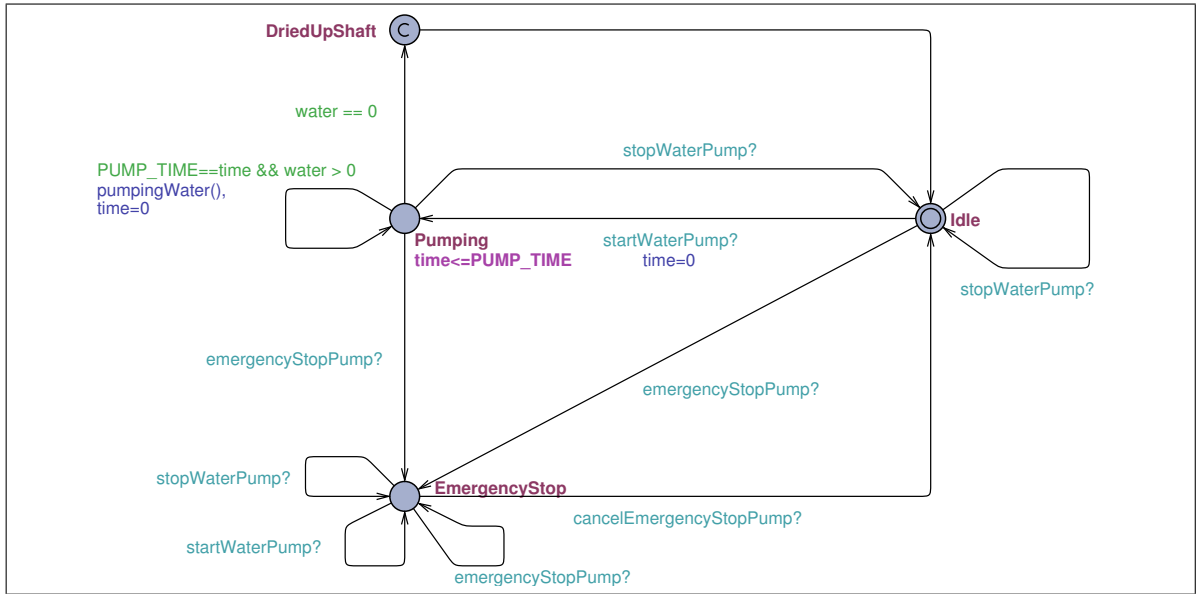 DriedUpShaft
C
water == 0
stopWaterPump?
PUMP_TIME==time && water > 0
pumpingWater(),
time=0
Idle
Pumping
time<=PUMP_TIME
startWaterPump?
time=0
stopWaterPump?
emergencyStopPump?
emergencyStopPump?
stopWaterPump?
EmergencyStop
cancelEmergencyStopPump?
startWaterPump?
emergencyStopPump?